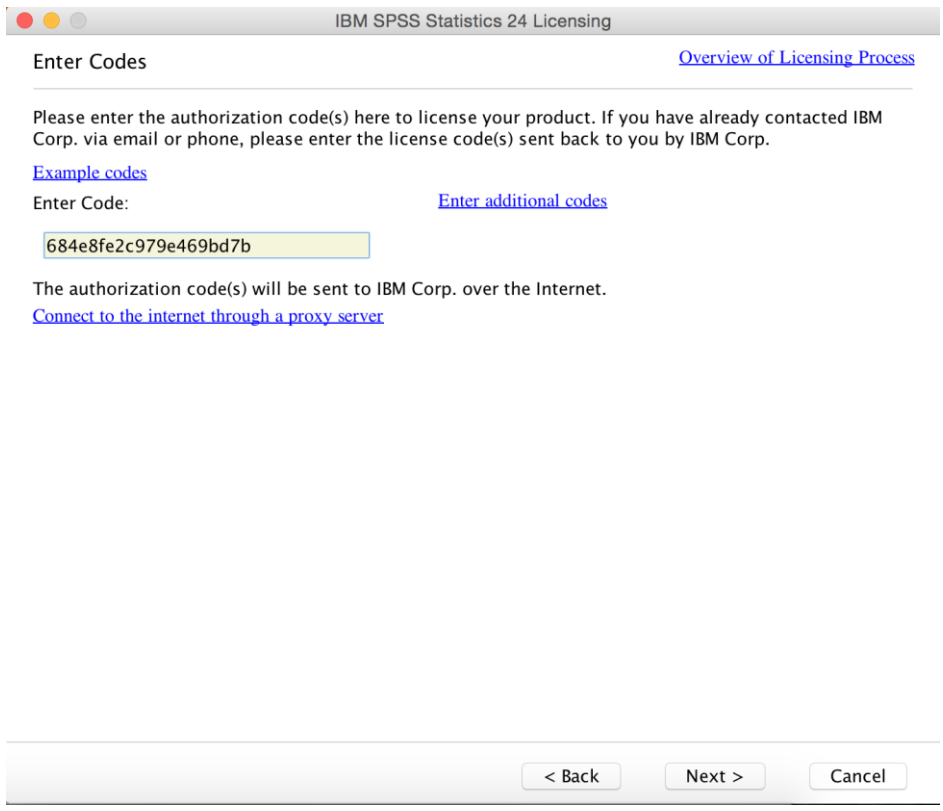 IBM SPSS Statistics 24 Licensing
Enter Codes
Overview of Licensing Process
Please enter the authorization code(s) here to license your product. If you have already contacted IBM
Corp. via email or phone, please enter the license code(s) sent back to you by IBM Corp.
Example codes
Enter Code:
Enter additional codes
684e8fe2c979e469bd7b
The authorization code(s) will be sent to IBM Corp. over the Internet.
Connect to the internet through a proxy server
< Back
Next >
Cancel